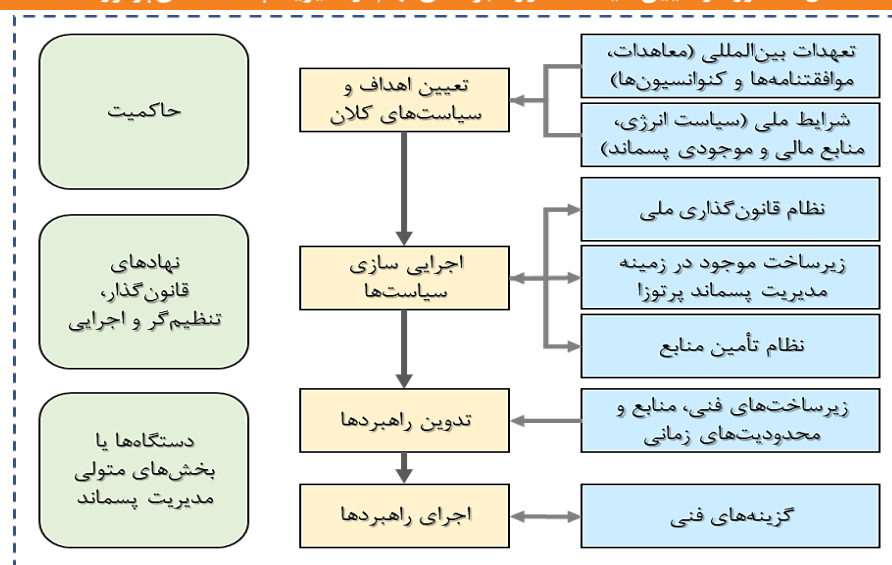 تعهدات بین‌المللی (معاهدات،
موافقتنامه‌ها و کنوانسیون‌ها)
شرایط ملی (سیاست انرژی،
منابع مالی و موجودی پسماند)
تعیین اهداف و
سیاست‌های کلان
حاکمیت
نظام قانون‌گذاری ملی
زیرساخت موجود در زمینه
مدیریت پسماند پرتوزا
نظام تأمین منابع
اجرایی سازی
سیاست‌ها
نهادهای
قانون‌گذار،
تنظیم‌گر و اجرایی
زیرساخت‌های فنی، منابع و
محدودیت‌های زمانی
تدوین راهبردها
دستگاه‌ها یا
بخش‌های متولی
مدیریت پسماند
گزینه‌های فنی
اجرای راهبردها